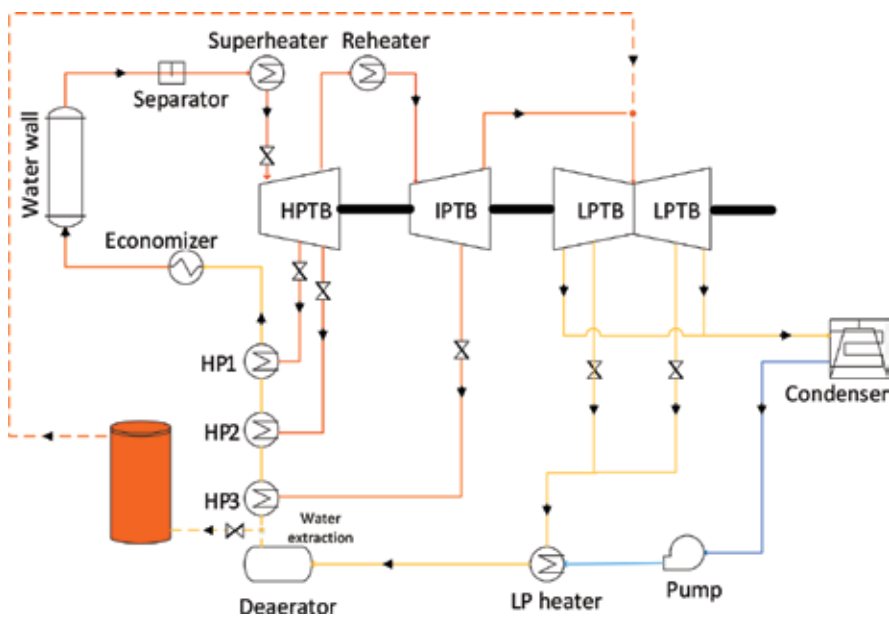 Superheater
Reheater
Separator
Water wall
HPTB
IPTB
LPTB
LPTB
Economizer
HP1
Condenser
HP2
HP3
Water
extraction
Deaerator
LP heater
Pump